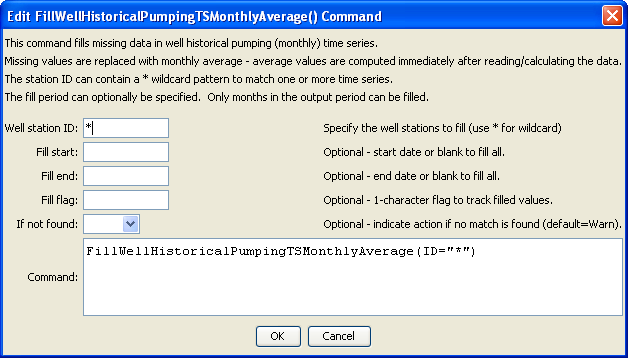 Edit FillWellHistoricalPumpingTSMonthlyAverage() Command
This command fills missing data in well historical pumping (monthly) time series.
Missing values are replaced with monthly average - average values are computed immediately after reading/calculating the data.
The station ID can contain a * wildcard pattern to match one or more time series.
The fill period can optionally be specified.  Only months in the output period can be filled.
Well station ID: * Specify the well stations to fill (use * for wildcard)
Fill start: Optional - start date or blank to fill all.
Fill end: Optional - end date or blank to fill all.
Fill flag: Optional - 1-character flag to track filled values.
If not found: Optional - indicate action if no match is found (default=Warn).
Command: FillWellHistoricalPumpingTSMonthlyAverage(ID="*")
OK Cancel